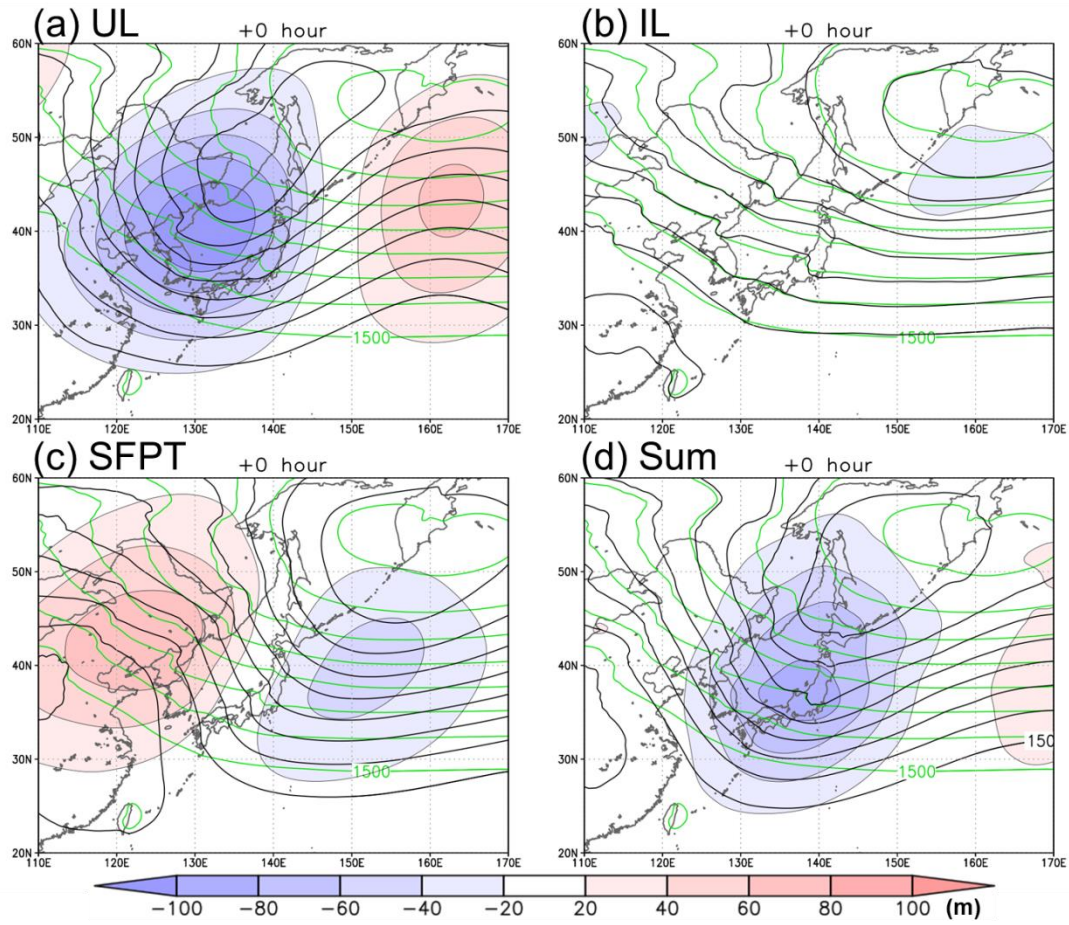 (a) UL +0 hour
60N
50N
40N
30N
20N
1500
110E 120E 130E 140E 150E 160E 170E
(b) IL +0 hour
60N
50N
40N
30N
20N
1500
110E 120E 130E 140E 150E 160E 170E
(c) SFPT +0 hour
60N
50N
40N
30N
20N
1500
110E 120E 130E 140E 150E 160E 170E
(d) Sum +0 hour
60N
50N
40N
30N
20N
150
1500
110E 120E 130E 140E 150E 160E 170E
−100 −80 −60 −40 −20 20 40 60 80 100 (m)